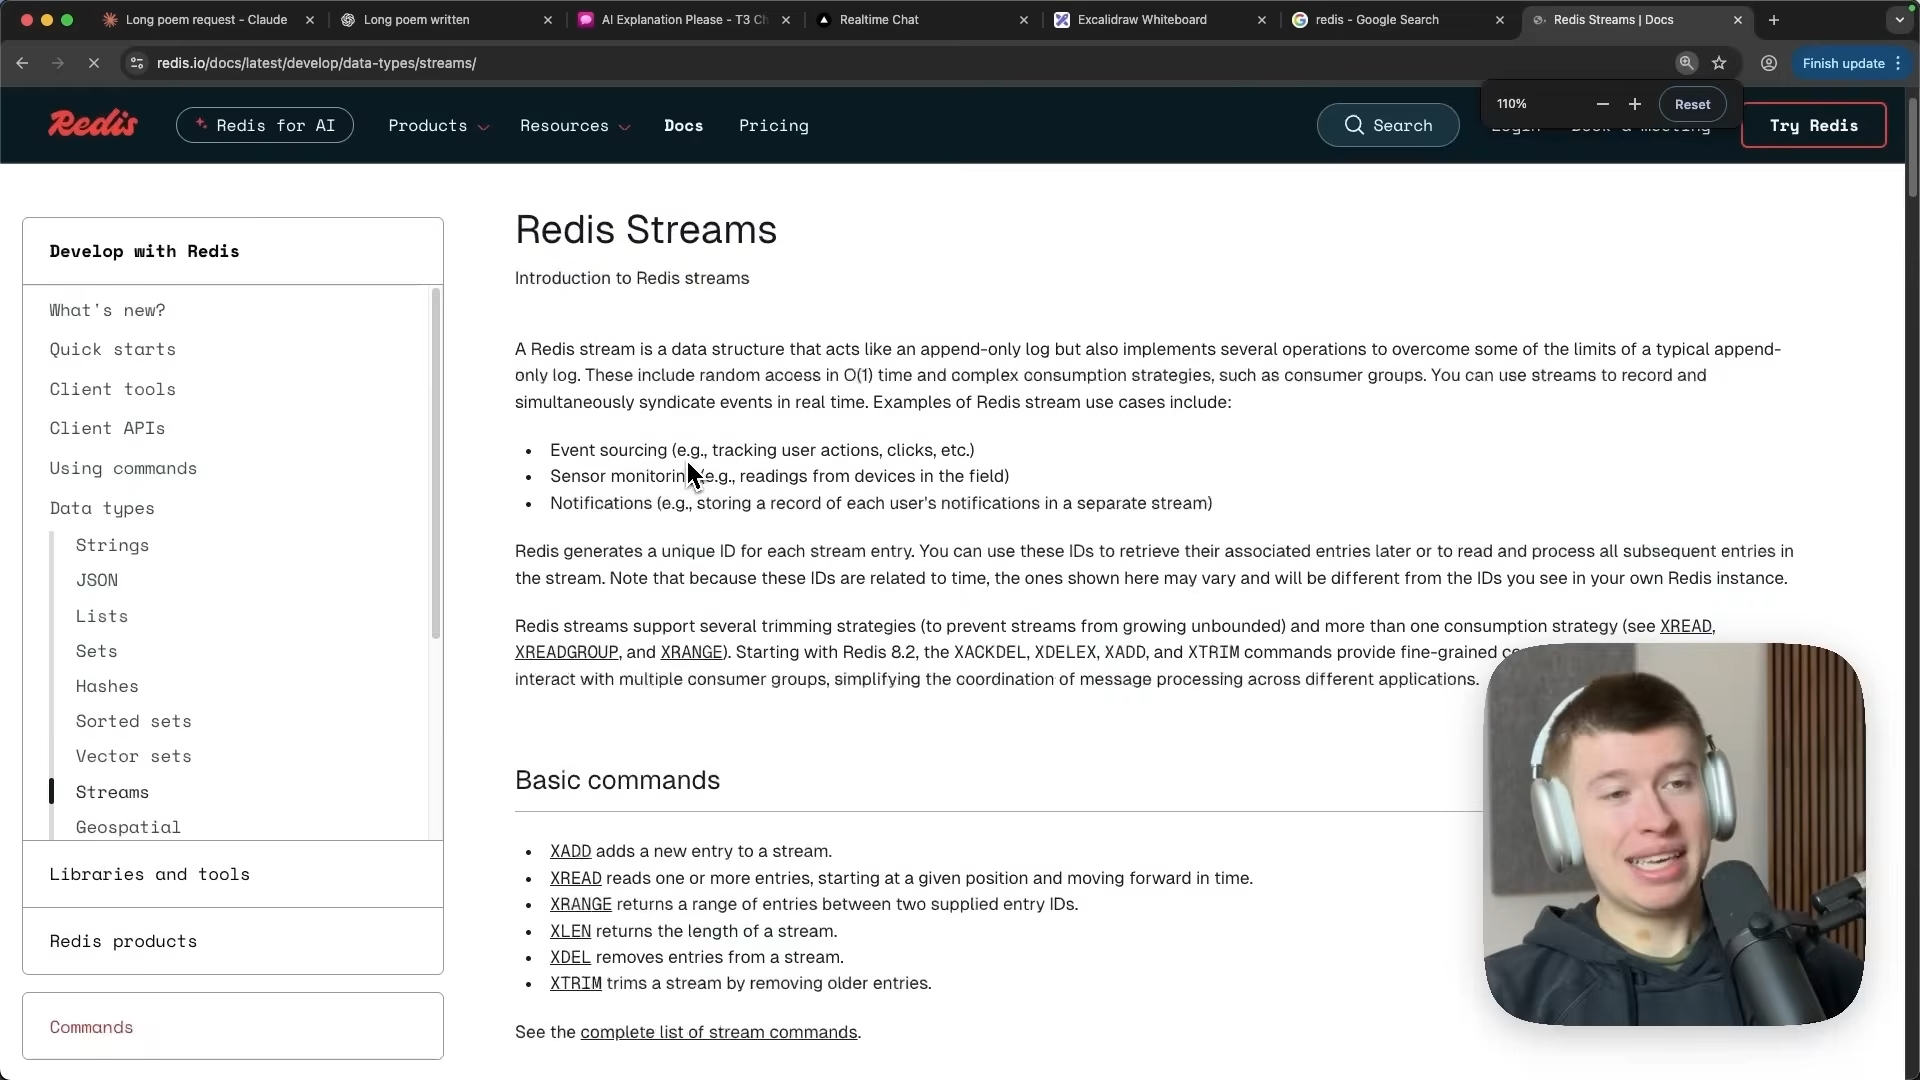 Long poem request - Claude
Long poem written
AI Explanation Please - T3 Ch
Realtime Chat
Excalidraw Whiteboard
redis - Google Search
Redis Streams | Docs
redis.io/docs/latest/develop/data-types/streams/
Finish update
110%
Reset
Redis
Redis for AI
Products
Resources
Docs
Pricing
Search
Login
Book a meeting
Try Redis
Develop with Redis
What's new?
Quick starts
Client tools
Client APIs
Using commands
Data types
Strings
JSON
Lists
Sets
Hashes
Sorted sets
Vector sets
Streams
Geospatial
Libraries and tools
Redis products
Commands
Redis Streams
Introduction to Redis streams
A Redis stream is a data structure that acts like an append-only log but also implements several operations to overcome some of the limits of a typical append-
only log. These include random access in O(1) time and complex consumption strategies, such as consumer groups. You can use streams to record and
simultaneously syndicate events in real time. Examples of Redis stream use cases include:
• Event sourcing (e.g., tracking user actions, clicks, etc.)
• Sensor monitoring (e.g., readings from devices in the field)
• Notifications (e.g., storing a record of each user's notifications in a separate stream)
Redis generates a unique ID for each stream entry. You can use these IDs to retrieve their associated entries later or to read and process all subsequent entries in
the stream. Note that because these IDs are related to time, the ones shown here may vary and will be different from the IDs you see in your own Redis instance.
Redis streams support several trimming strategies (to prevent streams from growing unbounded) and more than one consumption strategy (see XREAD,
XREADGROUP, and XRANGE). Starting with Redis 8.2, the XACKDEL, XDELEX, XADD, and XTRIM commands provide fine-grained
interact with multiple consumer groups, simplifying the coordination of message processing across different applications.
Basic commands
• XADD adds a new entry to a stream.
• XREAD reads one or more entries, starting at a given position and moving forward in time.
• XRANGE returns a range of entries between two supplied entry IDs.
• XLEN returns the length of a stream.
• XDEL removes entries from a stream.
• XTRIM trims a stream by removing older entries.
See the complete list of stream commands.